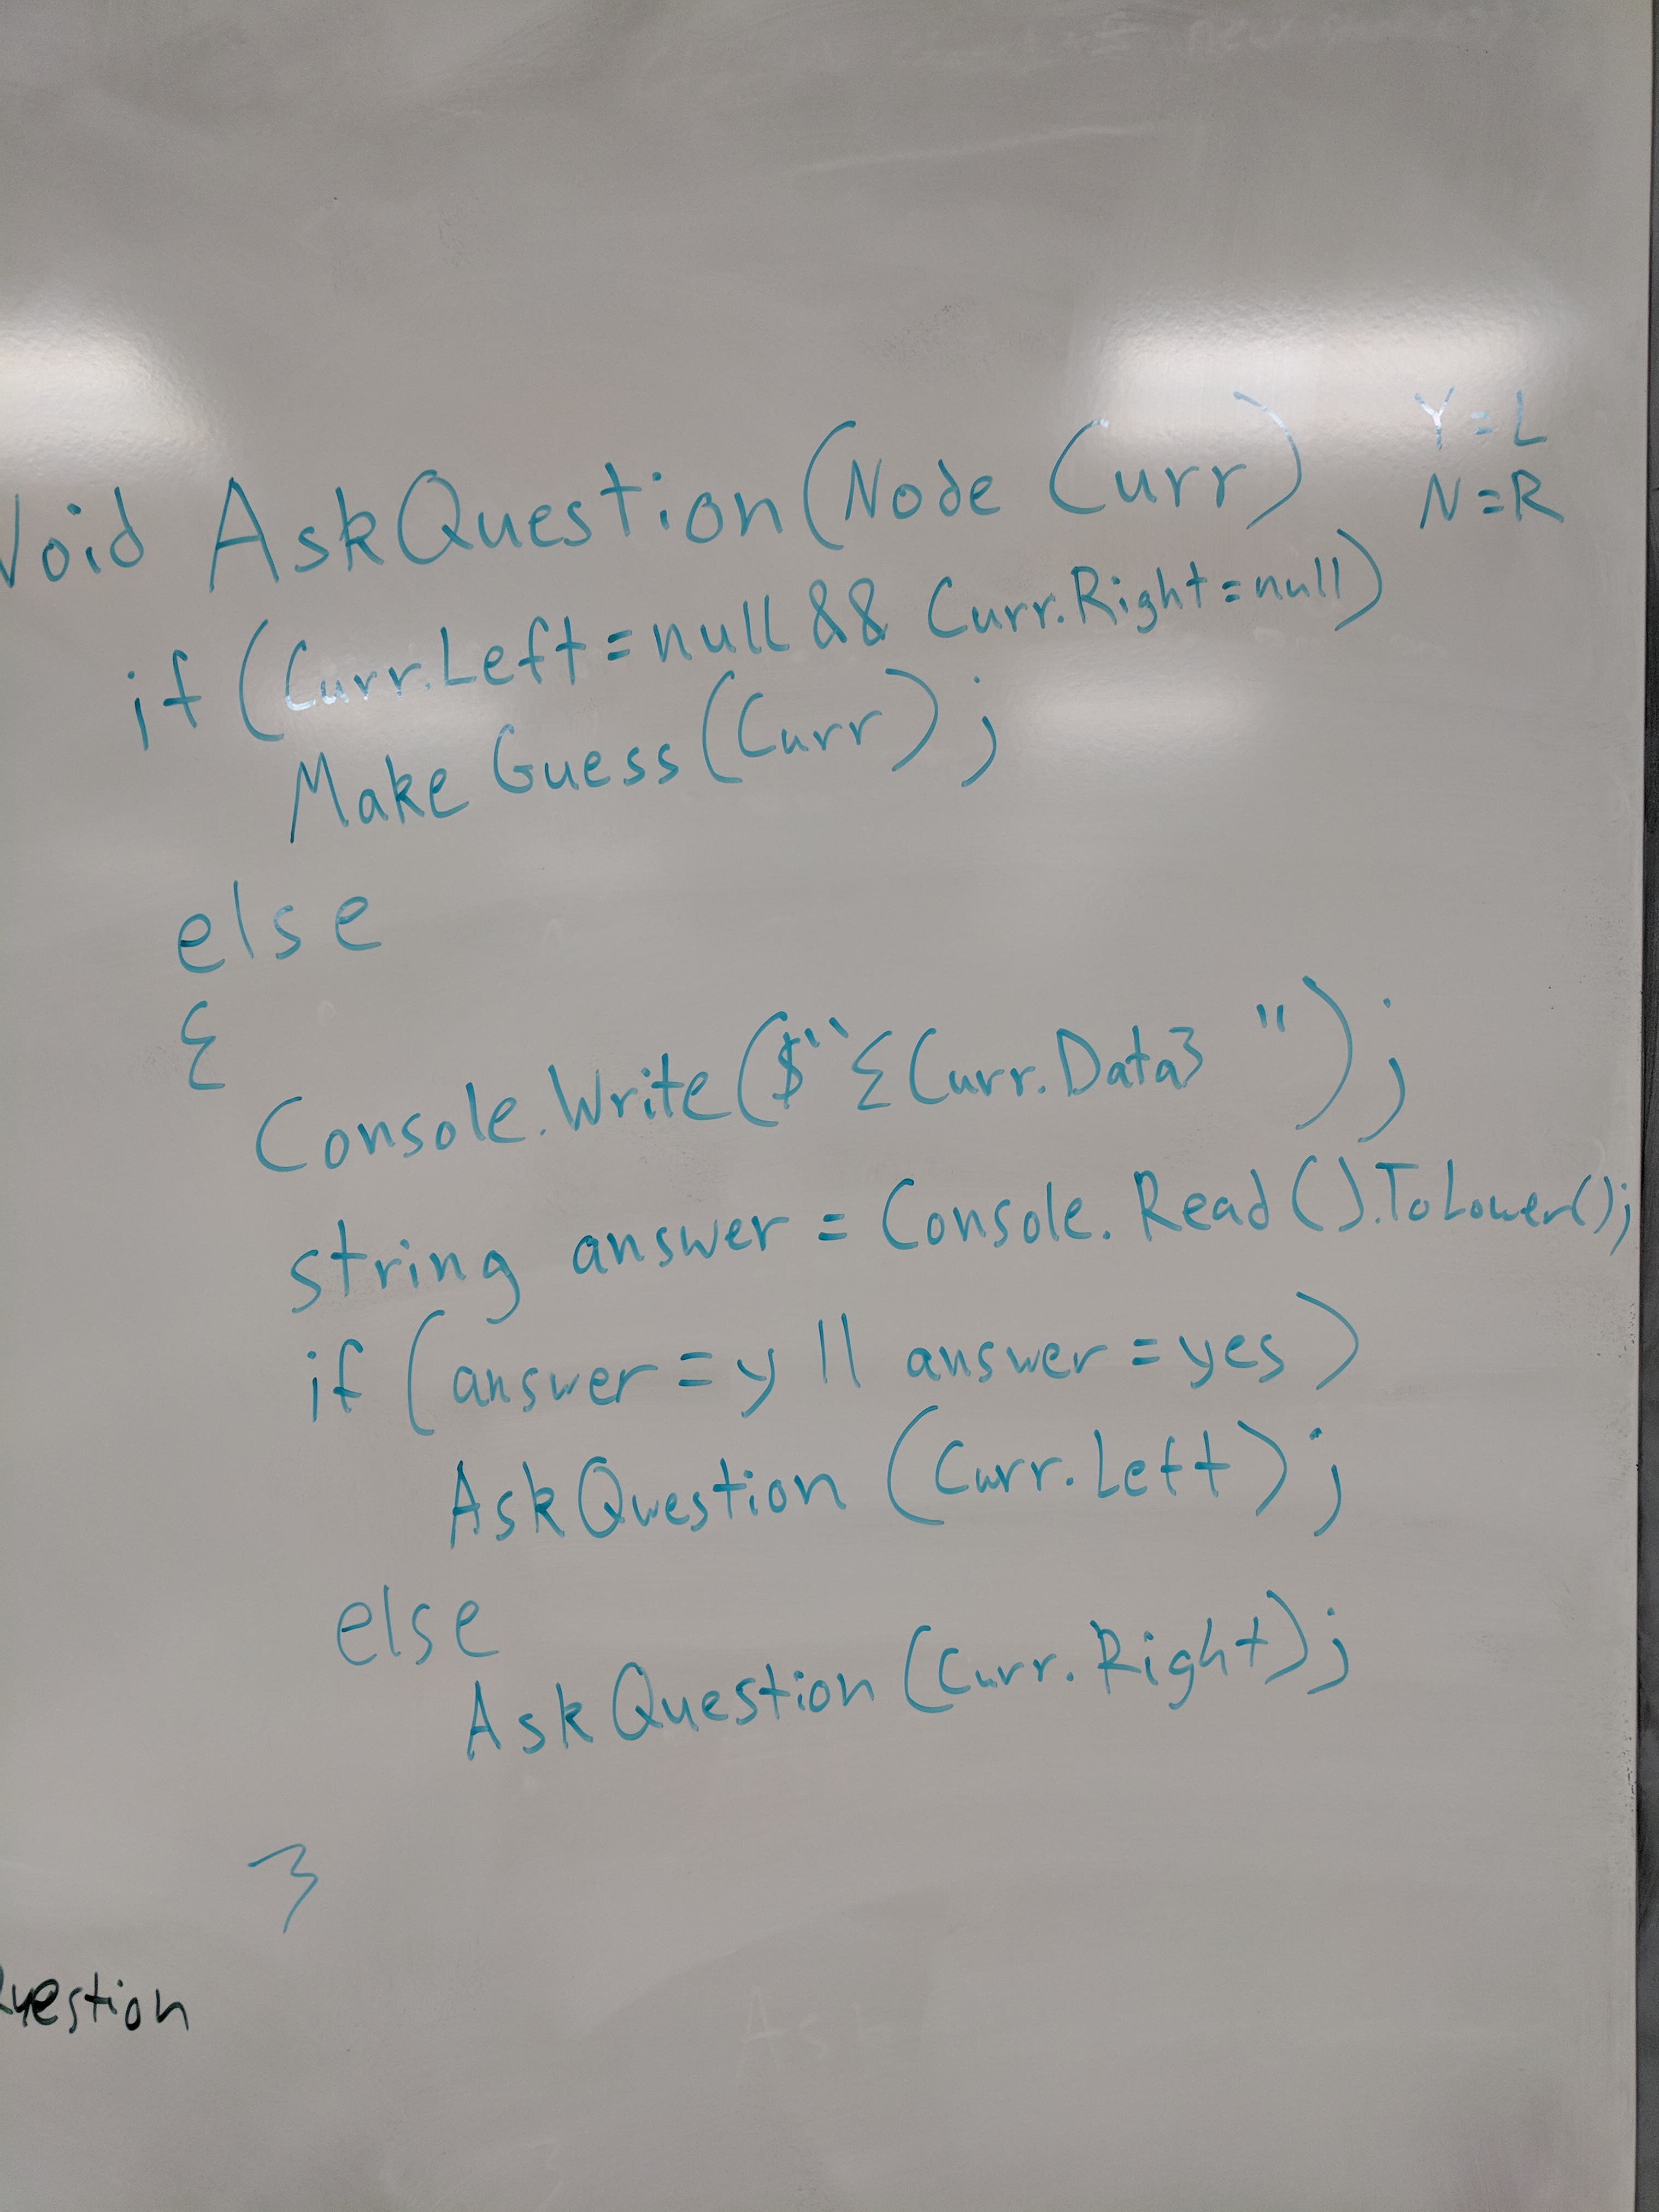 Void AskQuestion(Node Curr)
Y=L
N=R
if (Curr.Left=null && Curr.Right=null)
Make Guess(Curr);
else
{
Console.Write($"{Curr.Data} ");
string answer = Console.Read().ToLower();
if (answer=y || answer=yes)
AskQuestion(Curr.Left);
else
AskQuestion(Curr.Right);
}
Question